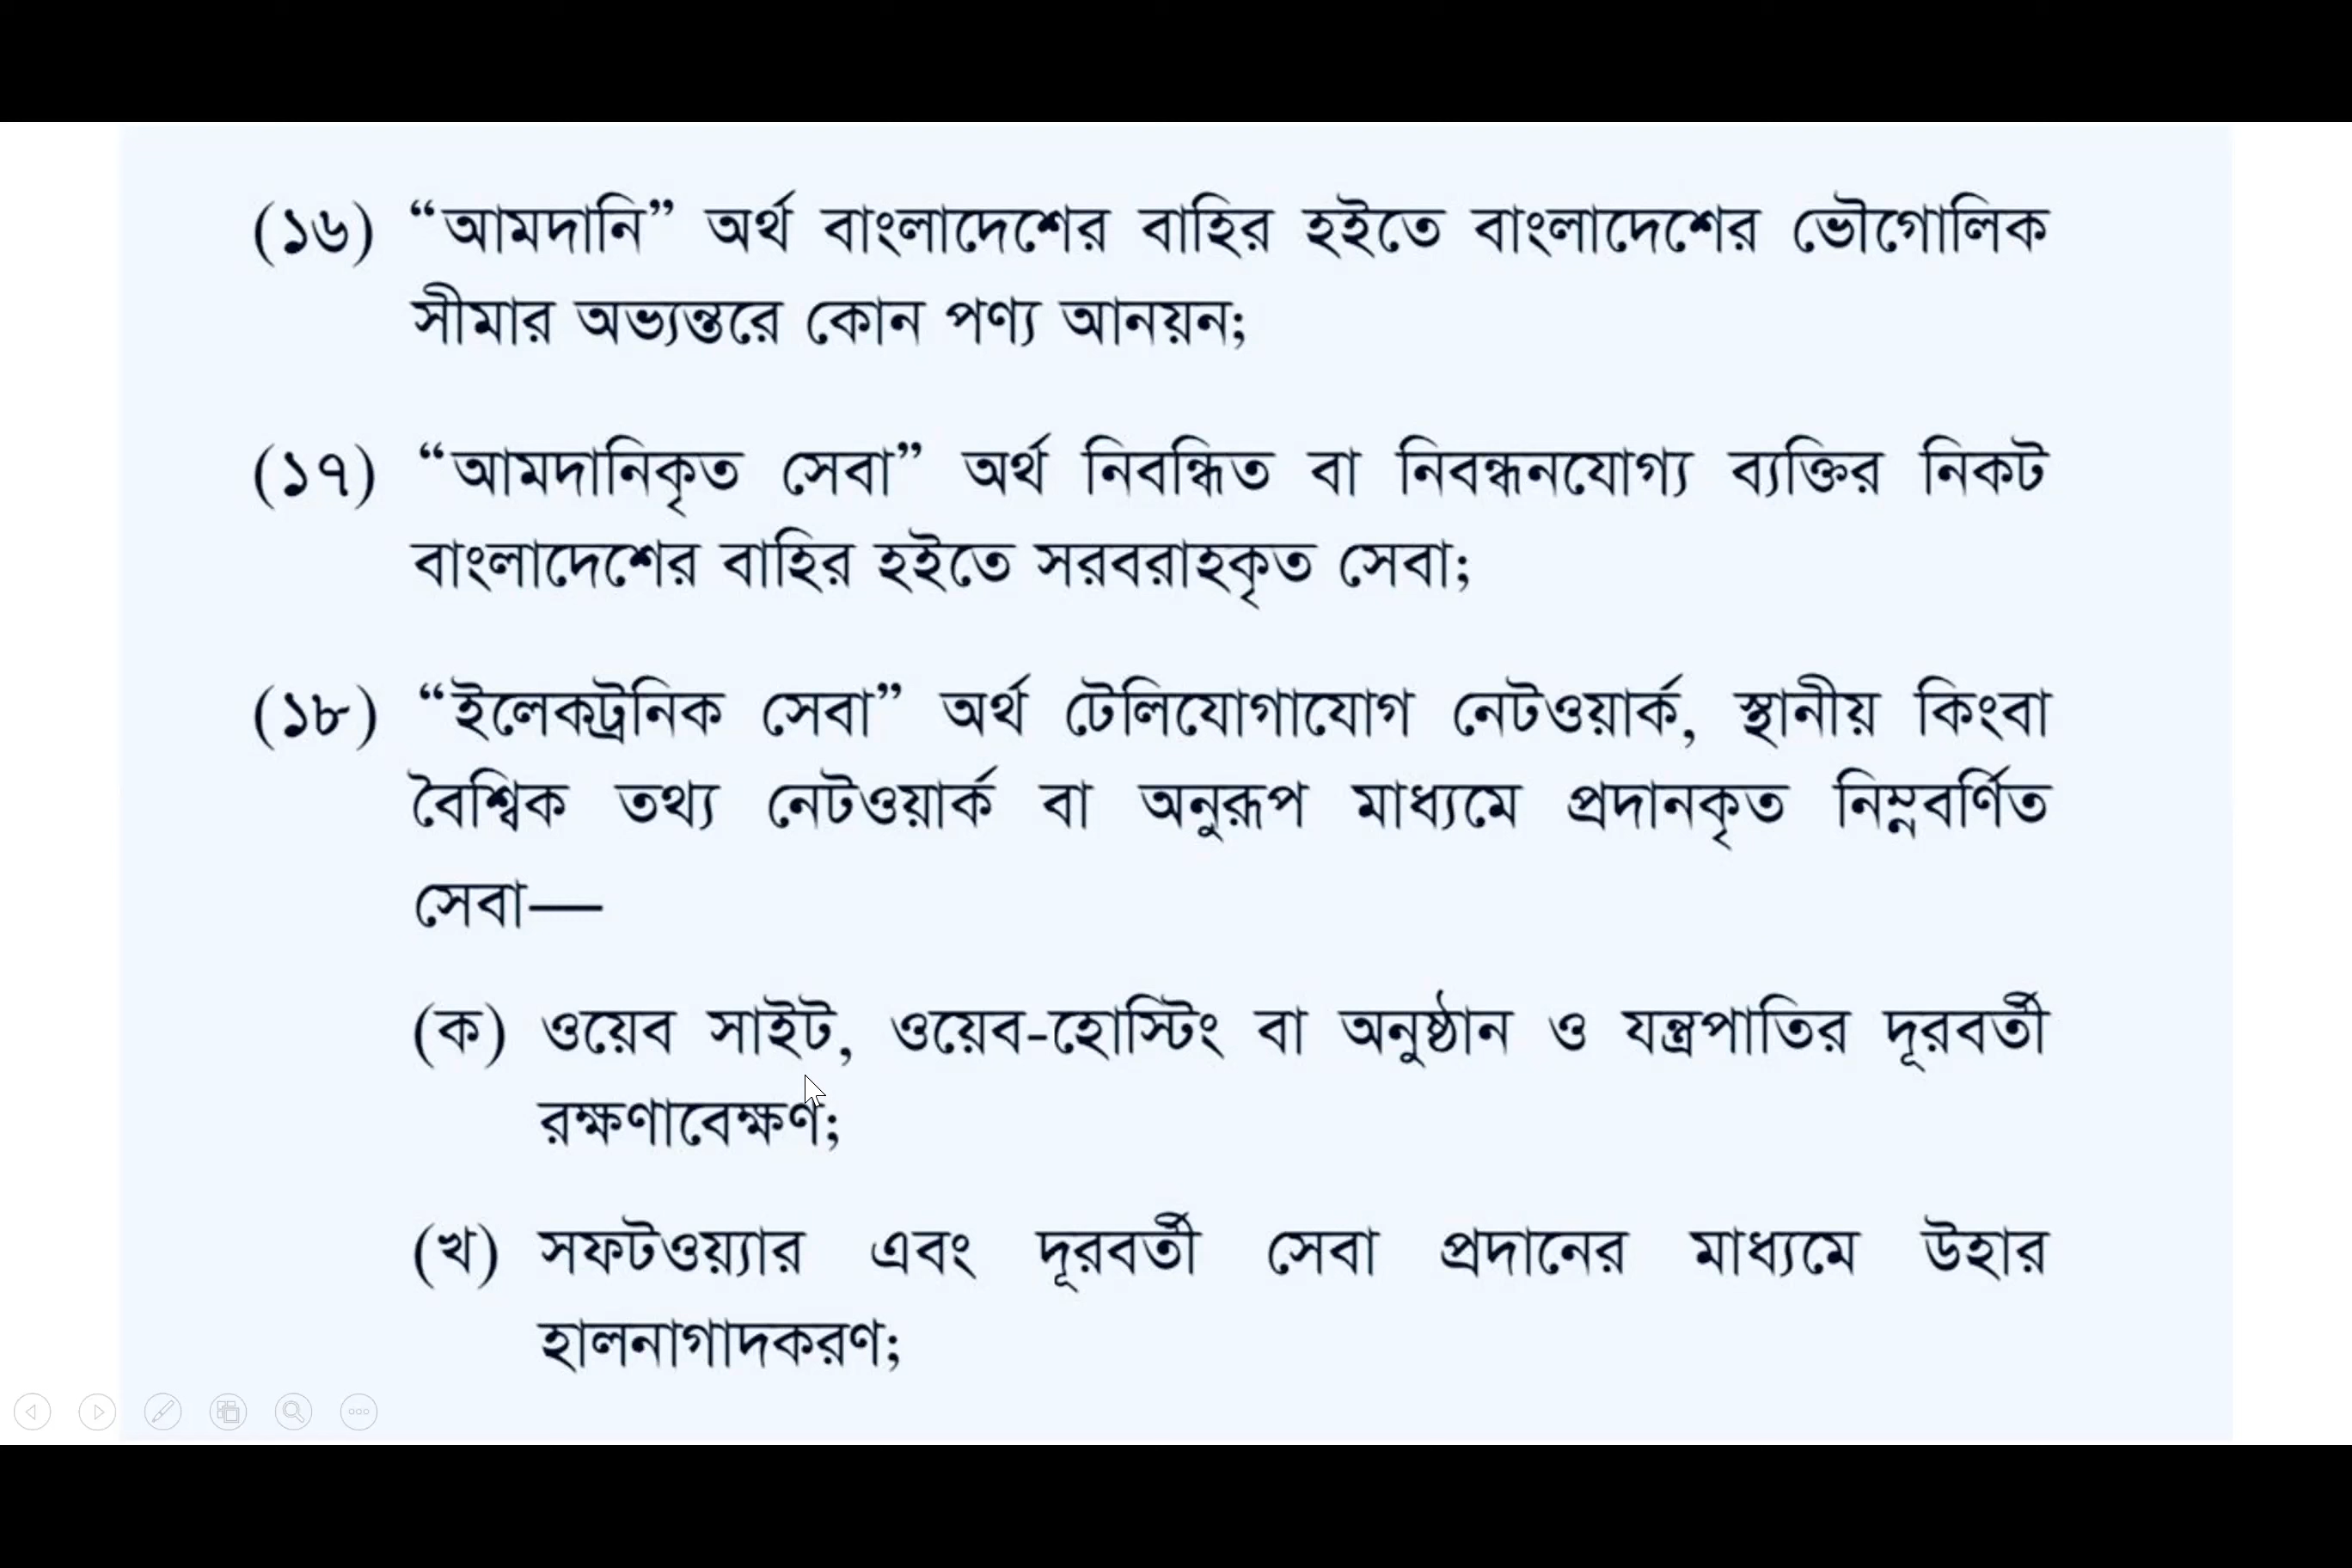 (১৬) “আমদানি” অর্থ বাংলাদেশের বাহির হইতে বাংলাদেশের ভৌগোলিক
সীমার অভ্যন্তরে কোন পণ্য আনয়ন;
(১৭) “আমদানিকৃত সেবা” অর্থ নিবন্ধিত বা নিবন্ধনযোগ্য ব্যক্তির নিকট
বাংলাদেশের বাহির হইতে সরবরাহকৃত সেবা;
(১৮) “ইলেকট্রনিক সেবা” অর্থ টেলিযোগাযোগ নেটওয়ার্ক, স্থানীয় কিংবা
বৈশ্বিক তথ্য নেটওয়ার্ক বা অনুরূপ মাধ্যমে প্রদানকৃত নিম্নবর্ণিত
সেবা—
(ক) ওয়েব সাইট, ওয়েব-হোস্টিং বা অনুষ্ঠান ও যন্ত্রপাতির দূরবর্তী
রক্ষণাবেক্ষণ;
(খ) সফটওয়্যার এবং দূরবর্তী সেবা প্রদানের মাধ্যমে উহার
হালনাগাদকরণ;